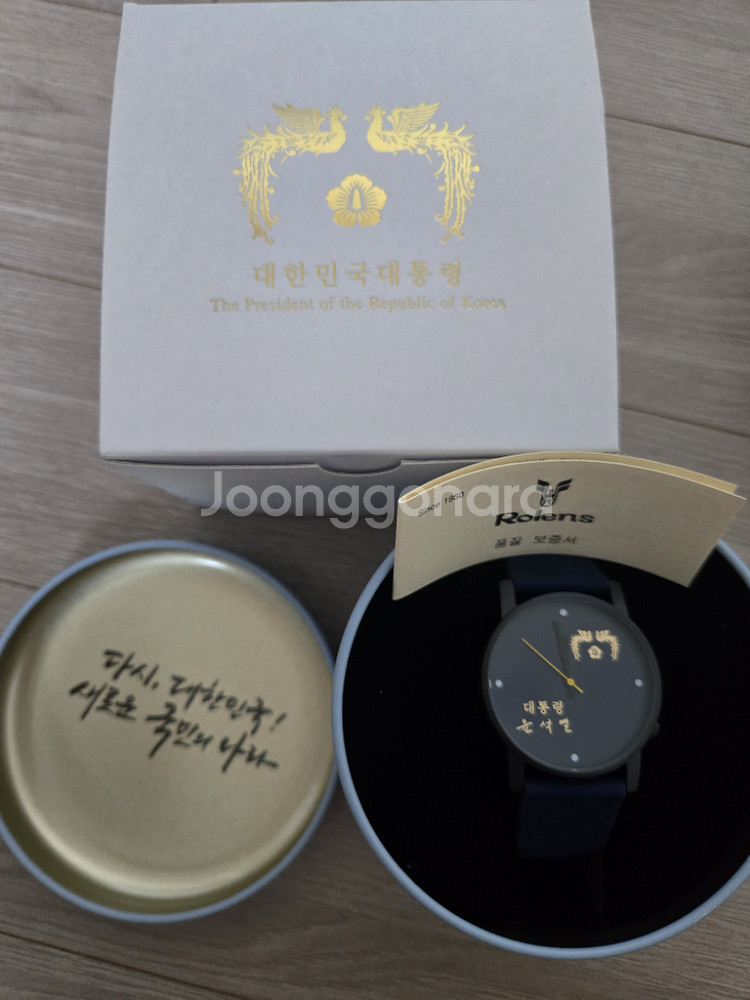 대한민국대통령
The President of the Republic of Korea
Joonggonara
Since 1960
Rolens
품질 보증서
다시, 대한민국!
새로운 국민의 나라
대통령
윤석열